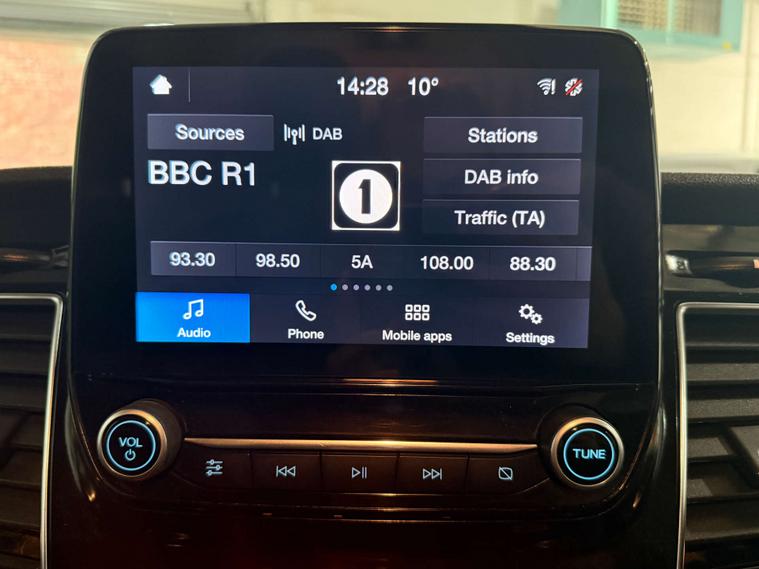 14:28 10°
Sources DAB Stations
BBC R1
1
DAB info
Traffic (TA)
93.30 98.50 5A 108.00 88.30
Audio Phone Mobile apps Settings
VOL
TUNE